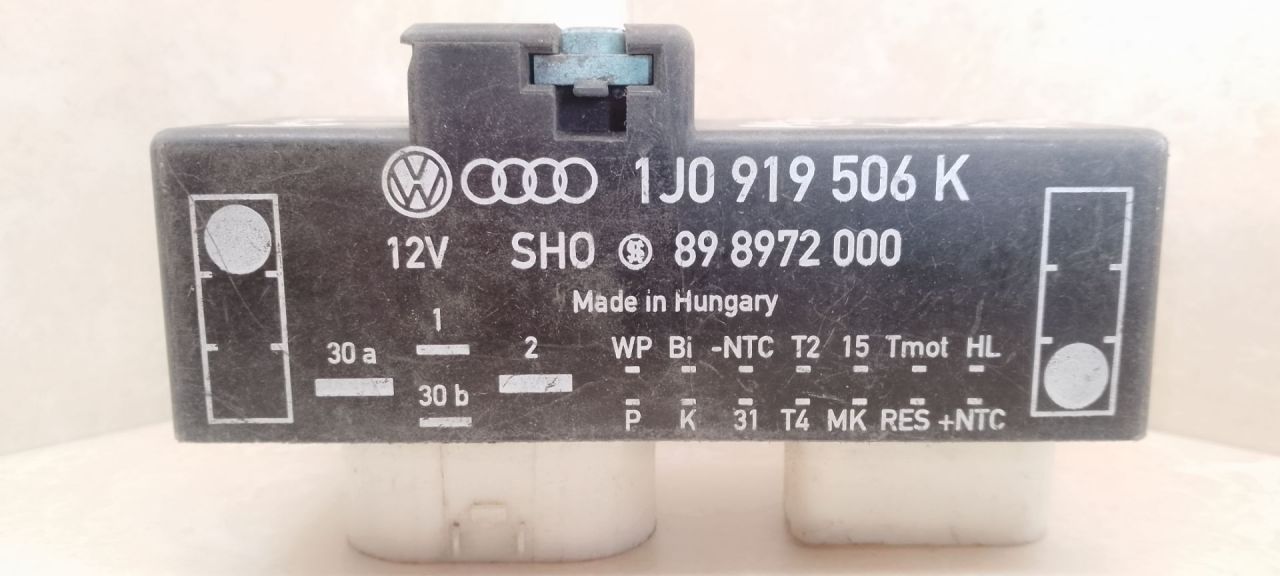 1J0 919 506 K
12V SHO 89 8972 000
Made in Hungary
1
30 a 2 WP Bi -NTC T2 15 Tmot HL
30 b
P K 31 T4 MK RES +NTC